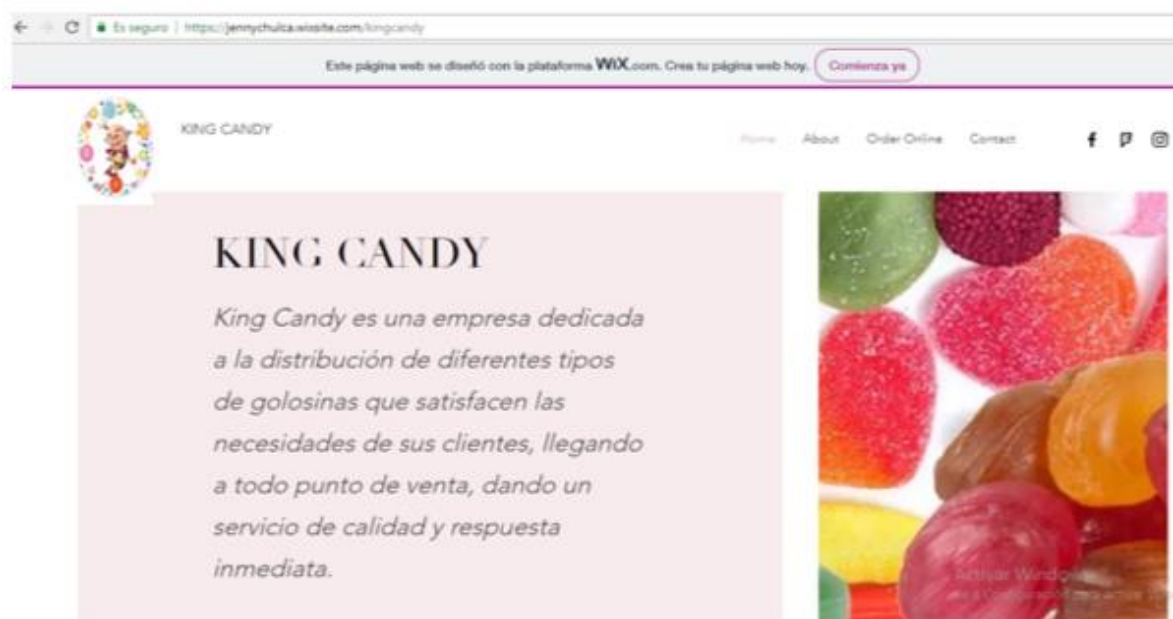 Es seguro | https://jennychulca.wixsite.com/kingcandy
Este página web se diseñó con la plataforma WiX.com. Crea tu página web hoy. Comienza ya
KING CANDY
Home About Order Online Contact
KING CANDY
King Candy es una empresa dedicada
a la distribución de diferentes tipos
de golosinas que satisfacen las
necesidades de sus clientes, llegando
a todo punto de venta, dando un
servicio de calidad y respuesta
inmediata.
Activar Windows
Configuración para activar